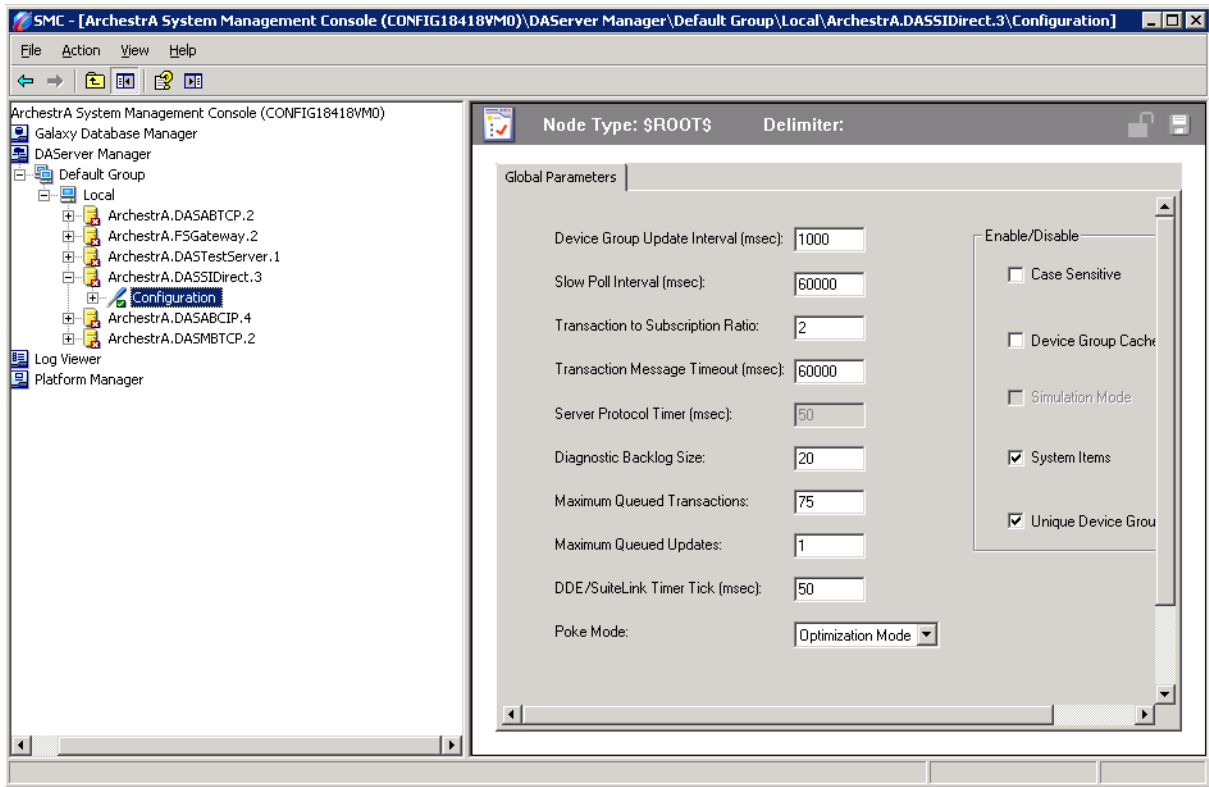 SMC - [ArchestrA System Management Console (CONFIG18418VM0)\DAServer Manager\Default Group\Local\ArchestrA.DASSIDirect.3\Configuration]
File Action View Help
ArchestrA System Management Console (CONFIG18418VM0)
Galaxy Database Manager
DAServer Manager
Default Group
Local
ArchestrA.DASABTCP.2
ArchestrA.FSGateway.2
ArchestrA.DASTestServer.1
ArchestrA.DASSIDirect.3
Configuration
ArchestrA.DASABCIP.4
ArchestrA.DASMBTCP.2
Log Viewer
Platform Manager
Node Type: $ROOT$ Delimiter:
Global Parameters
Device Group Update Interval (msec): 1000
Slow Poll Interval (msec): 60000
Transaction to Subscription Ratio: 2
Transaction Message Timeout (msec): 60000
Server Protocol Timer (msec): 50
Diagnostic Backlog Size: 20
Maximum Queued Transactions: 75
Maximum Queued Updates: 1
DDE/SuiteLink Timer Tick (msec): 50
Poke Mode: Optimization Mode
Enable/Disable
Case Sensitive
Device Group Cache
Simulation Mode
System Items
Unique Device Grou